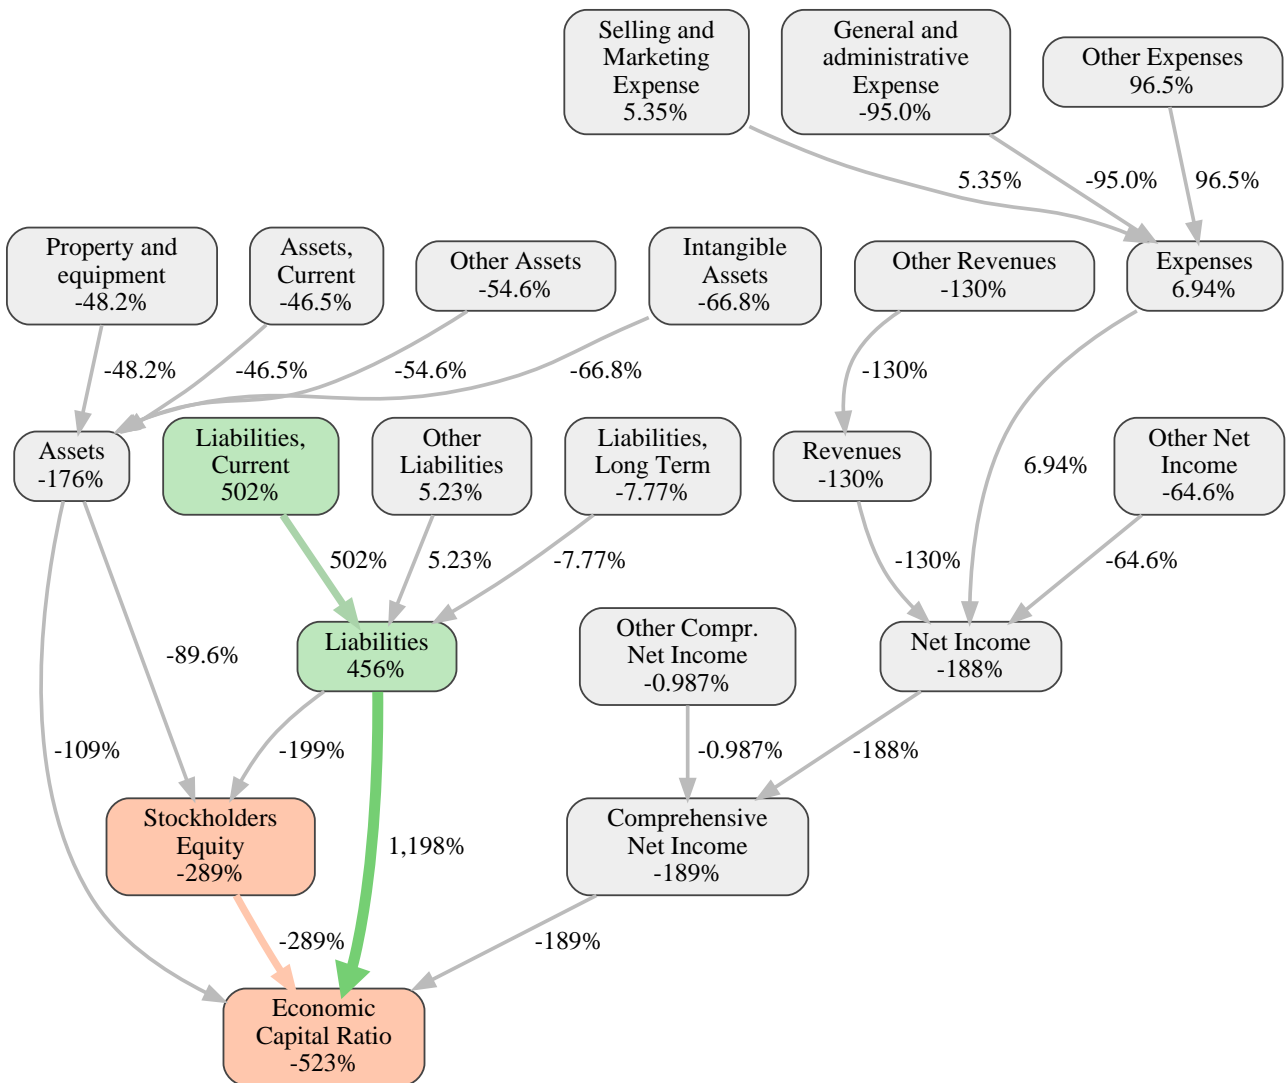 Selling and
Marketing
Expense
5.35%
General and
administrative
Expense
-95.0%
Other Expenses
96.5%
5.35%
-95.0%
96.5%
Property and
equipment
-48.2%
Assets,
Current
-46.5%
Other Assets
-54.6%
Intangible
Assets
-66.8%
Other Revenues
-130%
Expenses
6.94%
-48.2%
-46.5%
-54.6%
-66.8%
-130%
6.94%
Assets
-176%
Liabilities,
Current
502%
Other
Liabilities
5.23%
Liabilities,
Long Term
-7.77%
Revenues
-130%
Other Net
Income
-64.6%
502%
5.23%
-7.77%
-130%
-64.6%
-89.6%
Liabilities
456%
Other Compr.
Net Income
-0.987%
Net Income
-188%
-109%
-199%
-0.987%
-188%
Stockholders
Equity
-289%
1,198%
Comprehensive
Net Income
-189%
-289%
-189%
Economic
Capital Ratio
-523%